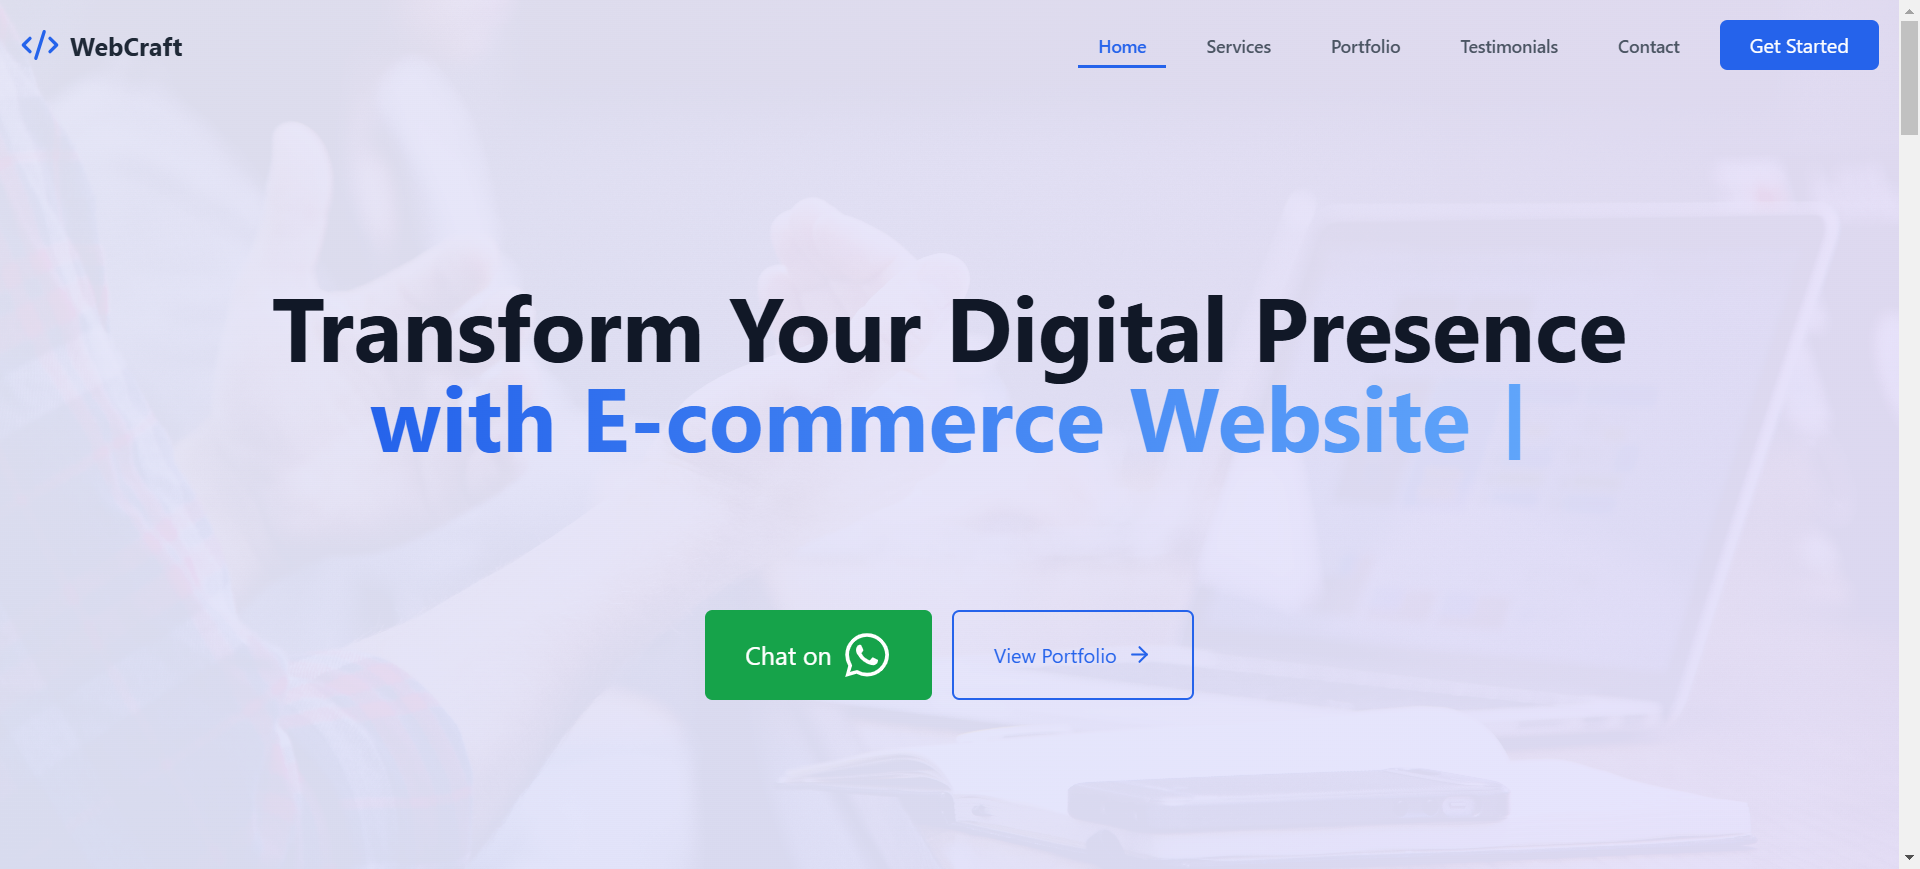 WebCraft
Home
Services
Portfolio
Testimonials
Contact
Get Started
Transform Your Digital Presence
with E-commerce Website |
Chat on
View Portfolio